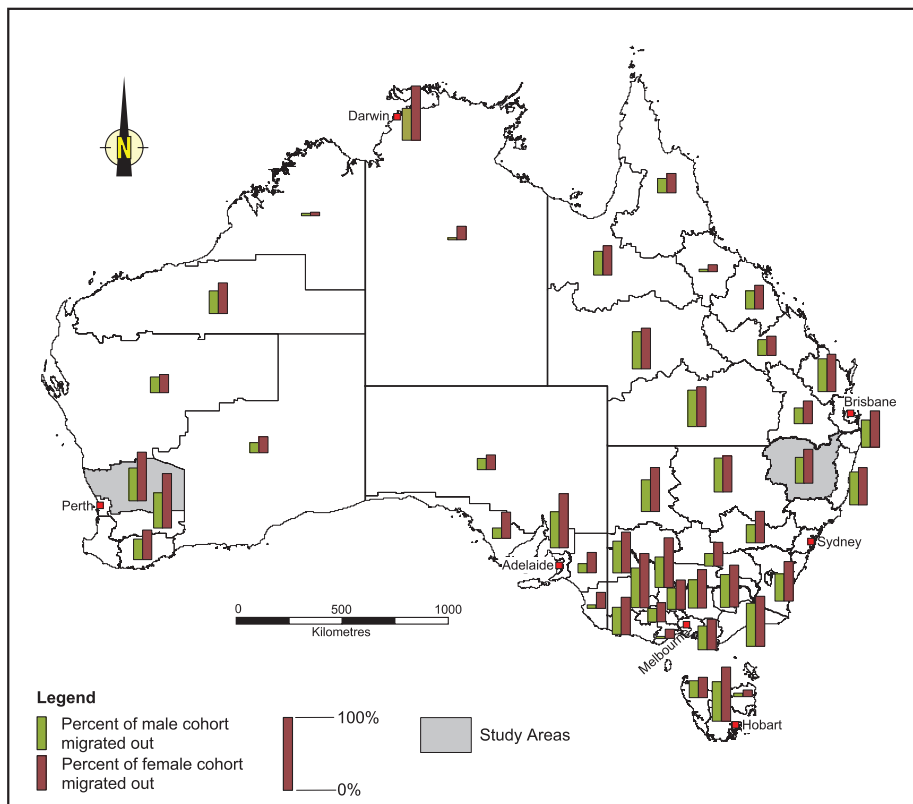 Darwin
N
Brisbane
Perth
Sydney
Adelaide
0 500 1000
Kilometres
Melbourne
Hobart
Legend
Percent of male cohort
migrated out
Percent of female cohort
migrated out
100%
0%
Study Areas